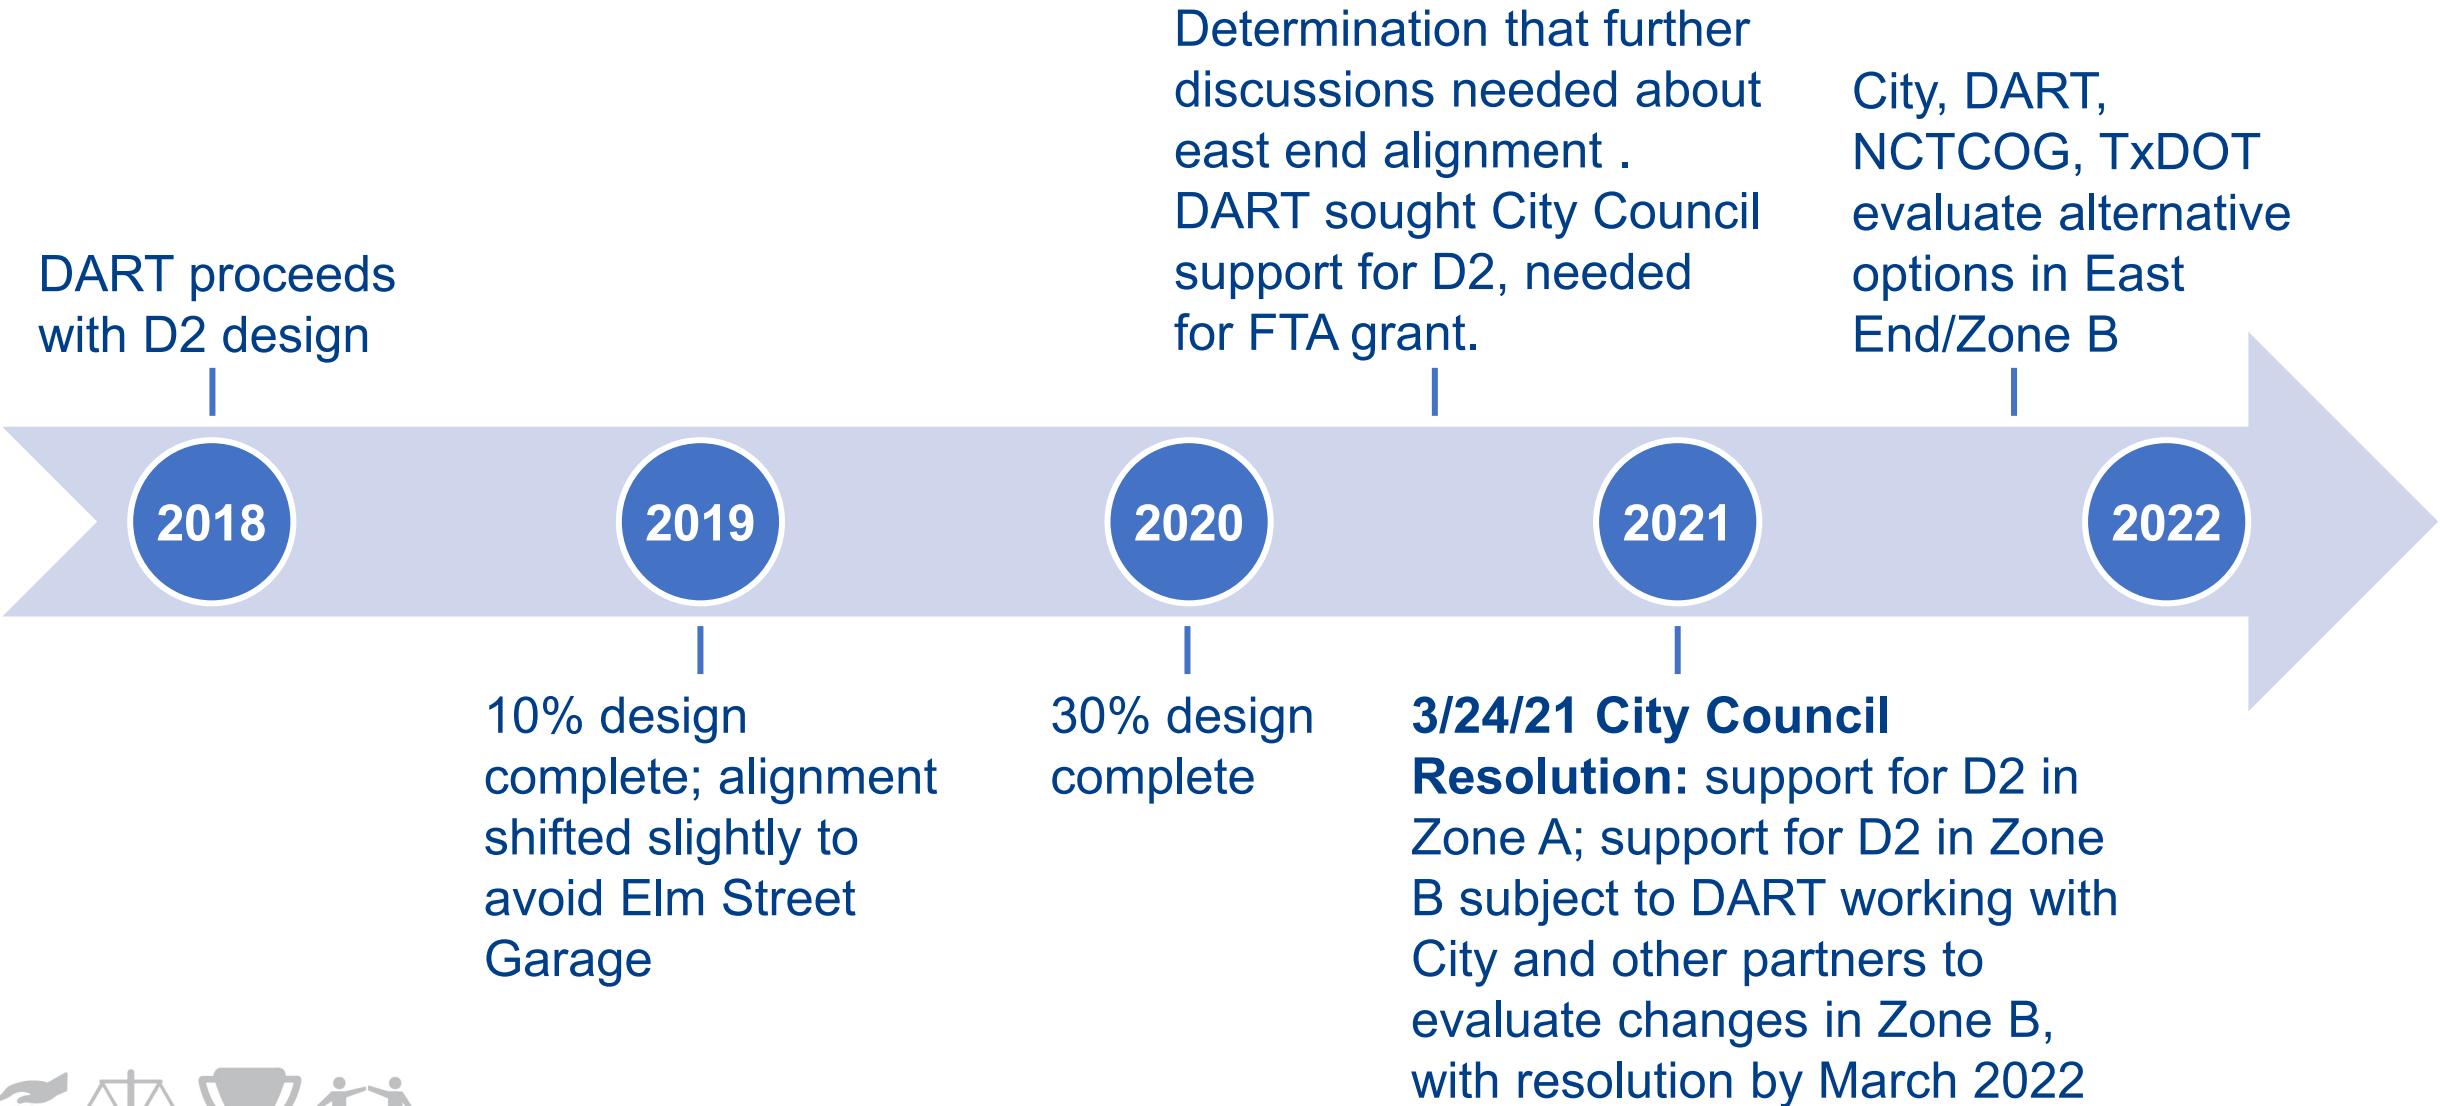 DART proceeds
with D2 design
Determination that further
discussions needed about
east end alignment .
DART sought City Council
support for D2, needed
for FTA grant.
City, DART,
NCTCOG, TxDOT
evaluate alternative
options in East
End/Zone B
2018
2019
2020
2021
2022
10% design
complete; alignment
shifted slightly to
avoid Elm Street
Garage
30% design
complete
3/24/21 City Council
Resolution: support for D2 in
Zone A; support for D2 in Zone
B subject to DART working with
City and other partners to
evaluate changes in Zone B,
with resolution by March 2022